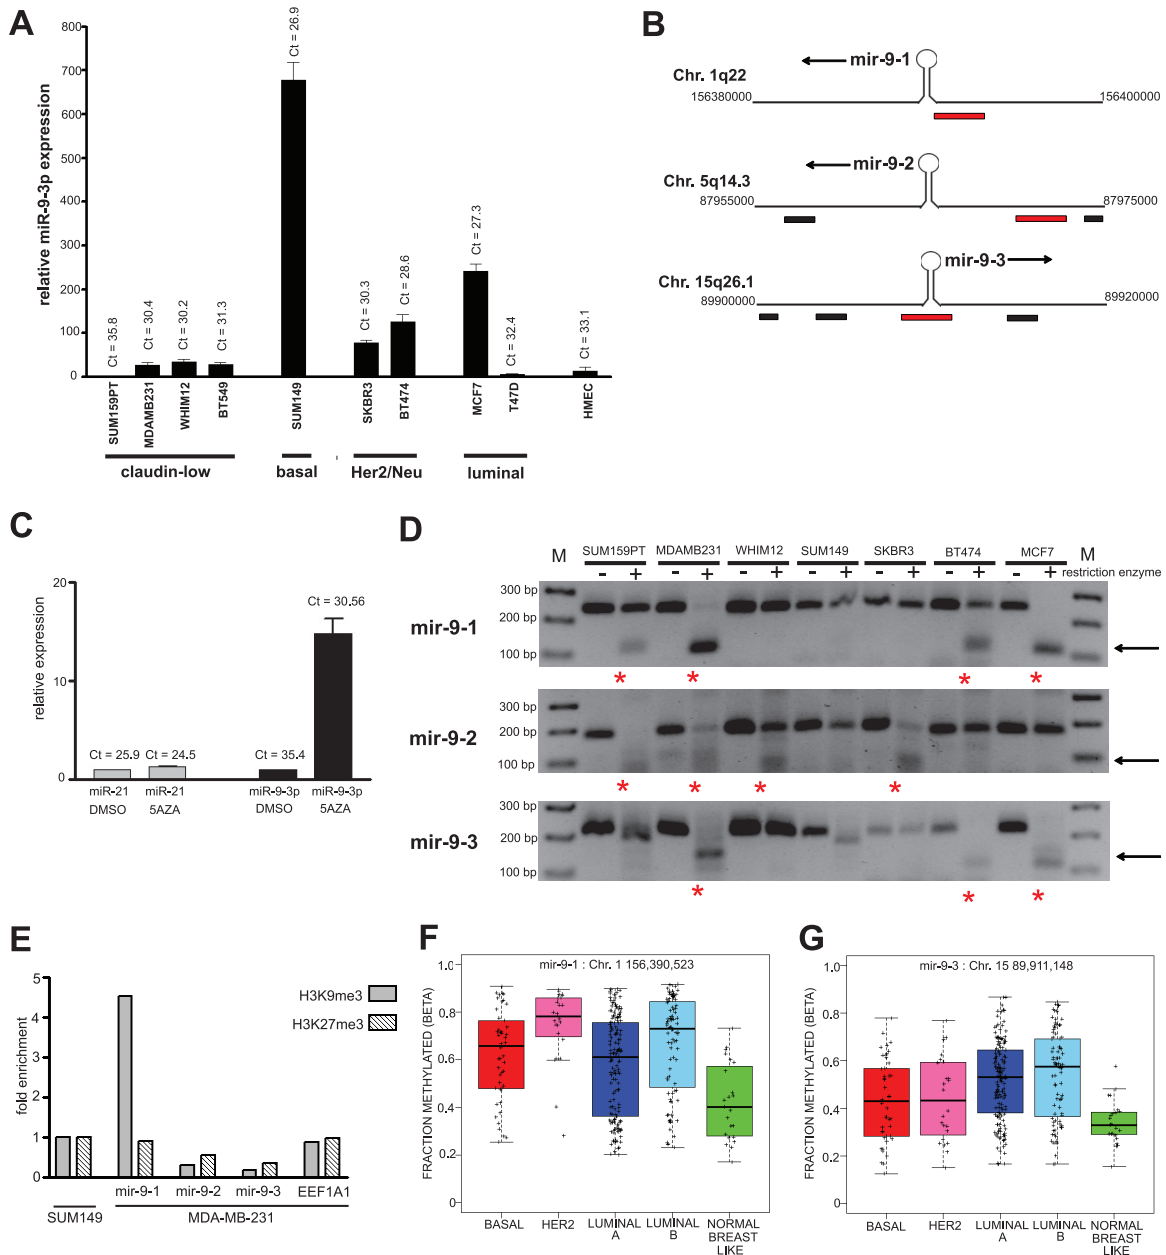 A
relative miR-9-3p expression
800
700
600
500
400
300
200
100
0
Ct = 35.8
Ct = 30.4
Ct = 30.2
Ct = 31.3
Ct = 26.9
Ct = 30.3
Ct = 28.6
Ct = 27.3
Ct = 32.4
Ct = 33.1
SUM159PT
MDAMB231
WHIM12
BT549
SUM149
SKBR3
BT474
MCF7
T47D
HMEC
claudin-low
basal
Her2/Neu
luminal
B
mir-9-1
Chr. 1q22
156380000
156400000
mir-9-2
Chr. 5q14.3
87955000
87975000
mir-9-3
Chr. 15q26.1
89900000
89920000
C
relative expression
20
10
0
Ct = 25.9
Ct = 24.5
Ct = 35.4
Ct = 30.56
miR-21
DMSO
miR-21
5AZA
miR-9-3p
DMSO
miR-9-3p
5AZA
D
M
SUM159PT
MDAMB231
WHIM12
SUM149
SKBR3
BT474
MCF7
M
- + - + - + - + - + - + - +
restriction enzyme
mir-9-1
300 bp
200 bp
100 bp
* * * *
mir-9-2
300 bp
200 bp
100 bp
* * * *
mir-9-3
300 bp
200 bp
100 bp
* * *
E
fold enrichment
5
4
3
2
1
0
H3K9me3
H3K27me3
mir-9-1
mir-9-2
mir-9-3
EEF1A1
SUM149
MDA-MB-231
F
FRACTION METHYLATED (BETA)
mir-9-1 : Chr. 1 156,390,523
1.0
0.8
0.6
0.4
0.2
0
BASAL
HER2
LUMINAL
A
LUMINAL
B
NORMAL
BREAST
LIKE
G
FRACTION METHYLATED (BETA)
mir-9-3 : Chr. 15 89,911,148
1.0
0.8
0.6
0.4
0.2
0
BASAL
HER2
LUMINAL
A
LUMINAL
B
NORMAL
BREAST
LIKE